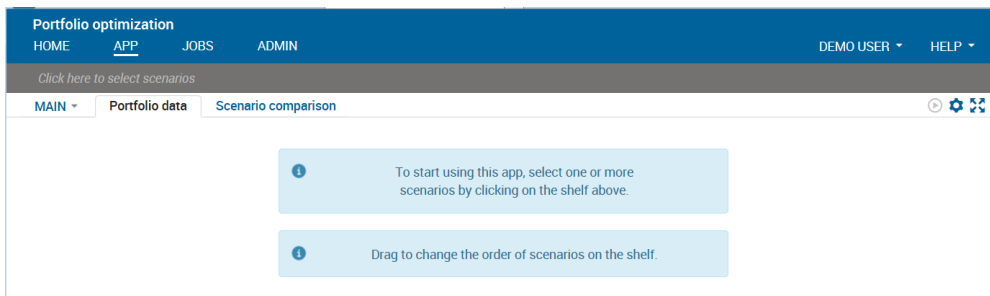 Portfolio optimization
HOME APP JOBS ADMIN DEMO USER HELP
Click here to select scenarios
MAIN Portfolio data Scenario comparison
To start using this app, select one or more
scenarios by clicking on the shelf above.
Drag to change the order of scenarios on the shelf.